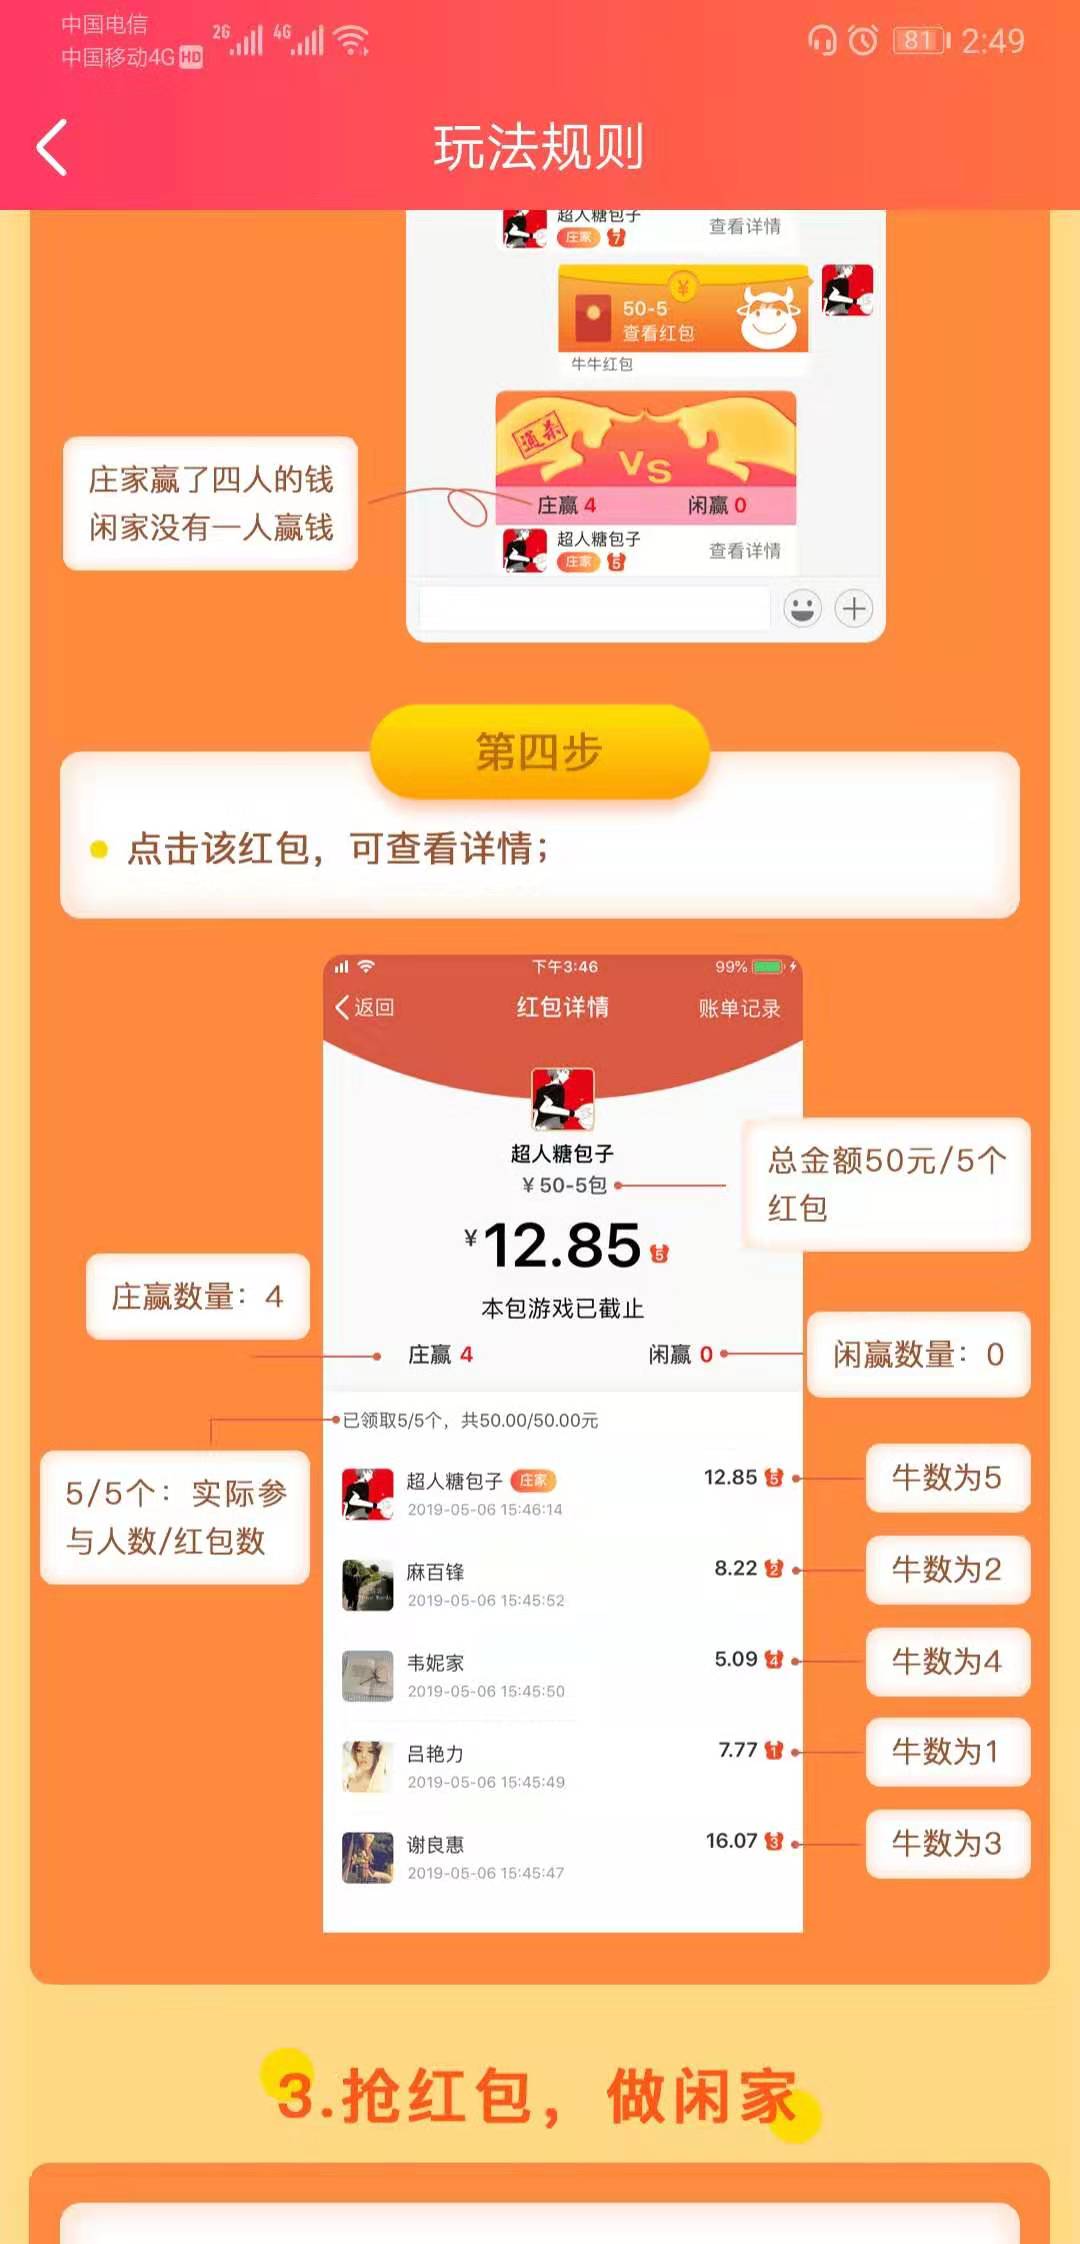 中国电信
中国移动4G HD
2G
4G
81
2:49
玩法规则
超人糖包子
庄家
7
查看详情
50-5
查看红包
牛牛红包
通杀
VS
庄赢 4
闲赢 0
超人糖包子
庄家
5
查看详情
庄家赢了四人的钱
闲家没有一人赢钱
第四步
点击该红包，可查看详情；
下午3:46
99%
返回
红包详情
账单记录
超人糖包子
¥50-5包
总金额50元/5个
红包
¥12.85 5
本包游戏已截止
庄赢数量：4
庄赢 4
闲赢 0
闲赢数量：0
已领取5/5个，共50.00/50.00元
5/5个：实际参
与人数/红包数
超人糖包子 庄家
2019-05-06 15:46:14
12.85 5
牛数为5
麻百锋
2019-05-06 15:45:52
8.22 2
牛数为2
韦妮家
2019-05-06 15:45:50
5.09 4
牛数为4
吕艳力
2019-05-06 15:45:49
7.77 1
牛数为1
谢良惠
2019-05-06 15:45:47
16.07 3
牛数为3
3.抢红包，做闲家